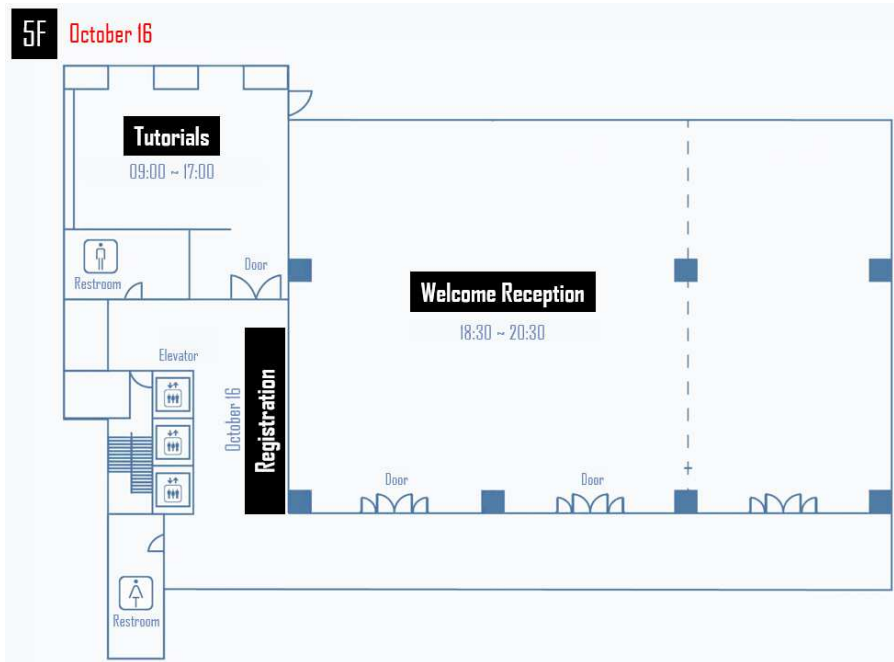 5F October 16
Tutorials
09:00 ~ 17:00
Restroom
Door
Welcome Reception
18:30 ~ 20:30
Elevator
October 16
Registration
Door
Door
Restroom